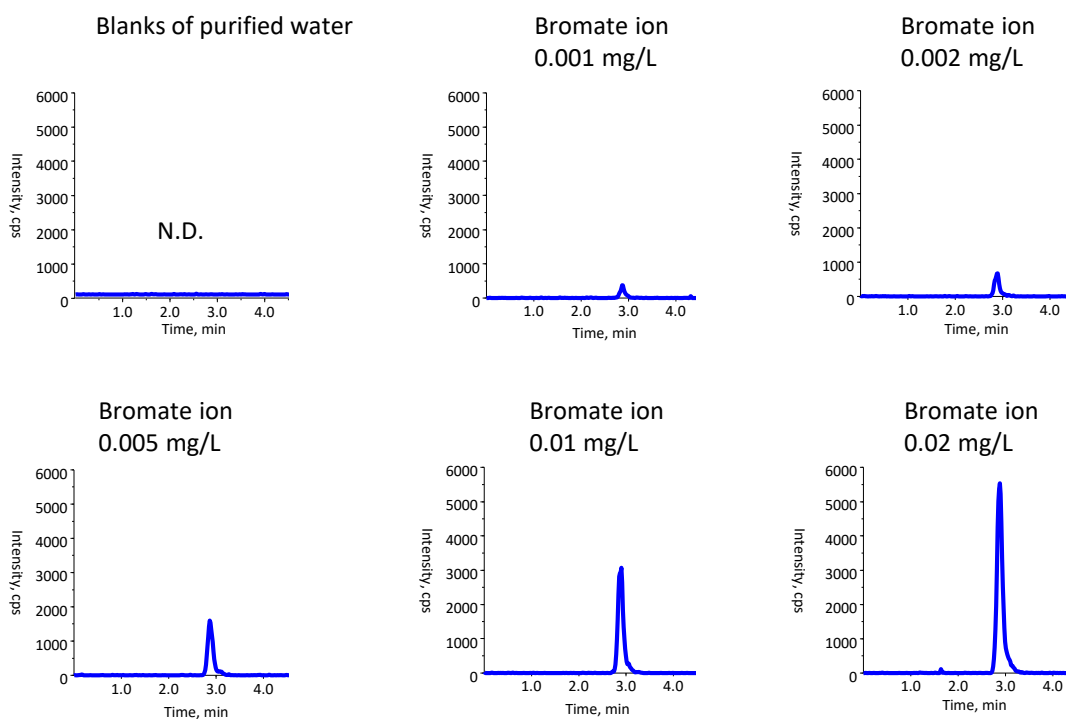 Blanks of purified water
Intensity, cps
6000
5000
4000
3000
2000
1000
0
N.D.
1.0 2.0 3.0 4.0
Time, min
Bromate ion
0.001 mg/L
Intensity, cps
6000
5000
4000
3000
2000
1000
0
1.0 2.0 3.0 4.0
Time, min
Bromate ion
0.002 mg/L
Intensity, cps
6000
5000
4000
3000
2000
1000
0
1.0 2.0 3.0 4.0
Time, min
Bromate ion
0.005 mg/L
Intensity, cps
6000
5000
4000
3000
2000
1000
0
1.0 2.0 3.0 4.0
Time, min
Bromate ion
0.01 mg/L
Intensity, cps
6000
5000
4000
3000
2000
1000
0
1.0 2.0 3.0 4.0
Time, min
Bromate ion
0.02 mg/L
Intensity, cps
6000
5000
4000
3000
2000
1000
0
1.0 2.0 3.0 4.0
Time, min